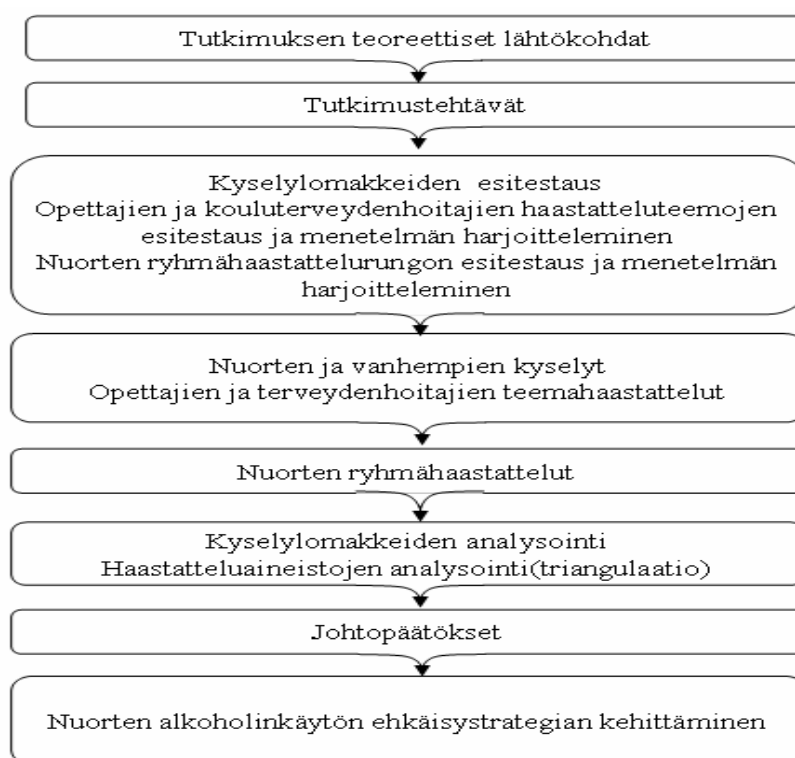 Tutkimuksen teoreettiset lähtökohdat
Tutkimustehtävät
Kyselylomakkeiden esitestaus
Opettajien ja kouluterveydenhoitajien haastatteluteemojen
esitestaus ja menetelmän harjoitteleminen
Nuorten ryhmähaastattelurungon esitestaus ja menetelmän
harjoitteleminen
Nuorten ja vanhempien kyselyt
Opettajien ja terveydenhoitajien teemahaastattelut
Nuorten ryhmähaastattelut
Kyselylomakkeiden analysointi
Haastatteluaineistojen analysointi(triangulaatio)
Johtopäätökset
Nuorten alkoholinkäytön ehkäisystrategian kehittäminen